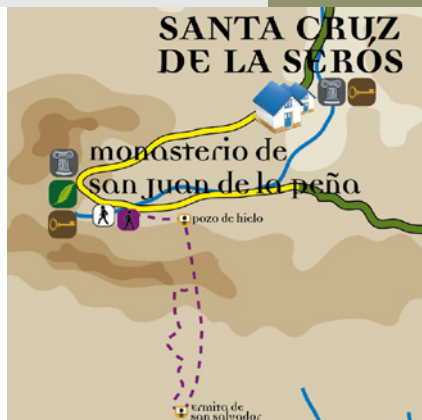 SANTA CRUZ
DE LA SERÓS
monasterio de
san juan de la peña
pozo de hielo
ermita de
san salvador